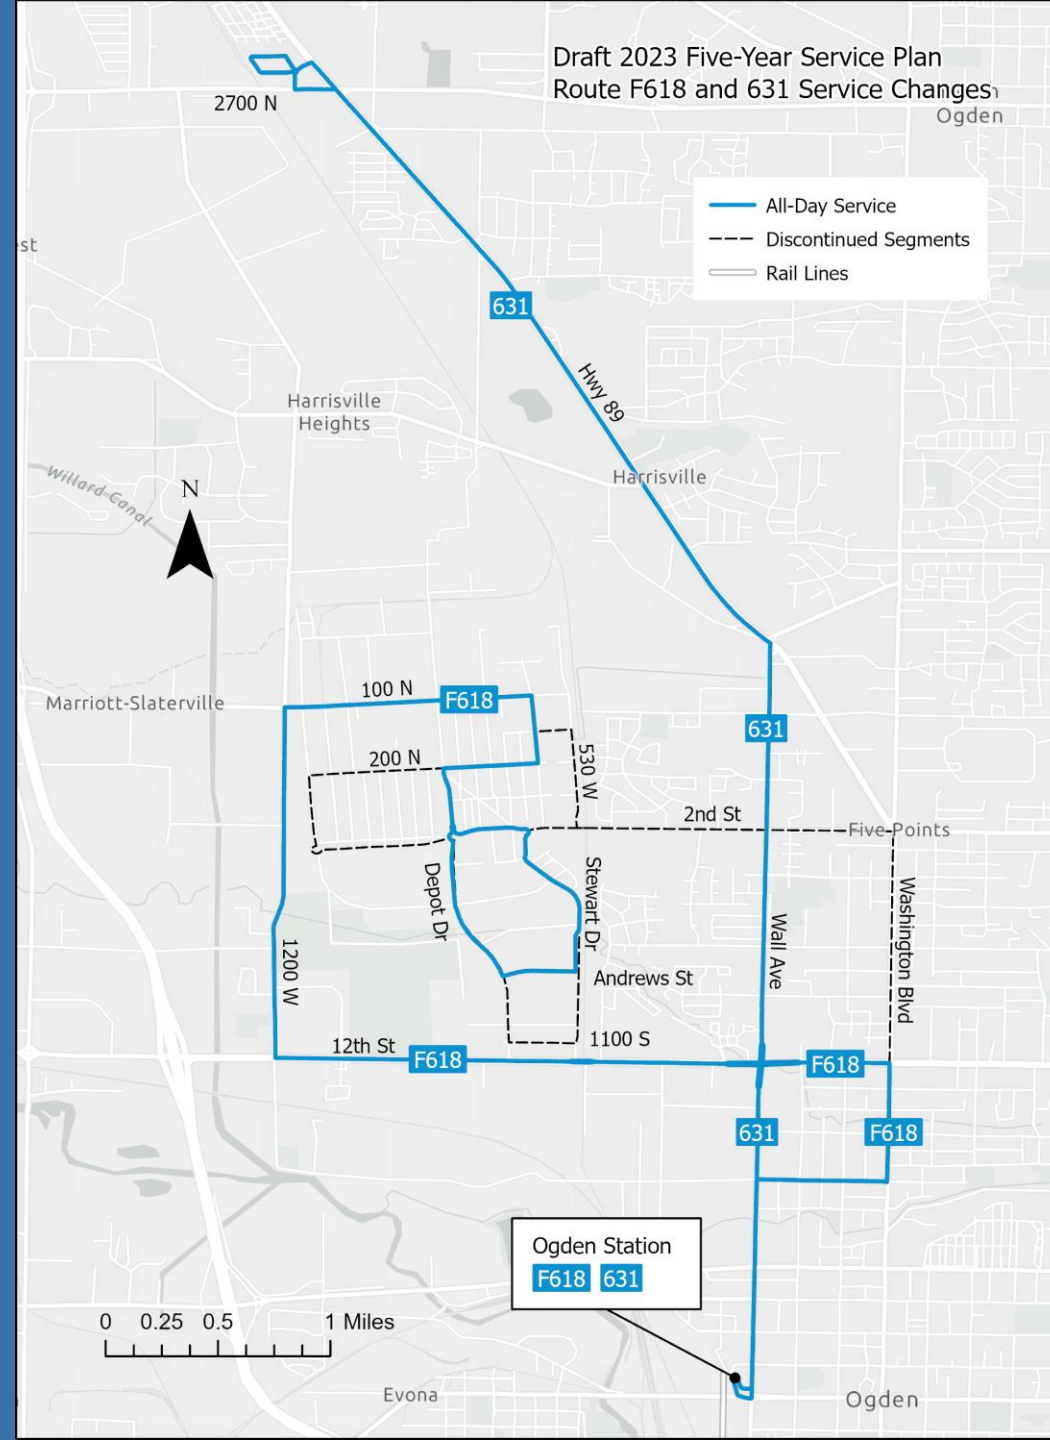 Draft 2023 Five-Year Service Plan
Route F618 and 631 Service Changes
Ogden
2700 N
All-Day Service
Discontinued Segments
Rail Lines
st
631
Hwy 89
Harrisville
Heights
Harrisville
Willard Canal
N
100 N
F618
Marriott-Slaterville
631
200 N
530 W
2nd St
Five Points
Depot Dr
Stewart Dr
Wall Ave
Washington Blvd
1200 W
Andrews St
1100 S
12th St
F618
F618
631
F618
Ogden Station
F618 631
0 0.25 0.5 1 Miles
Evona
Ogden